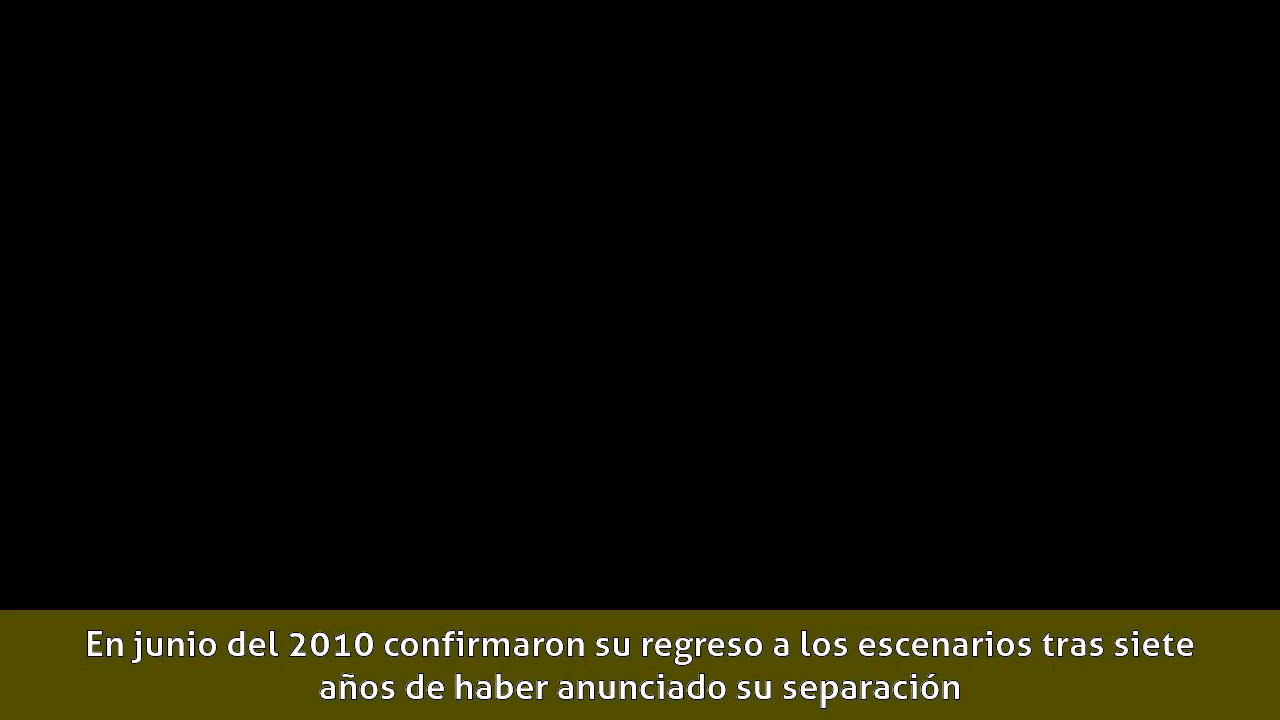 En junio del 2010 confirmaron su regreso a los escenarios tras siete
años de haber anunciado su separación